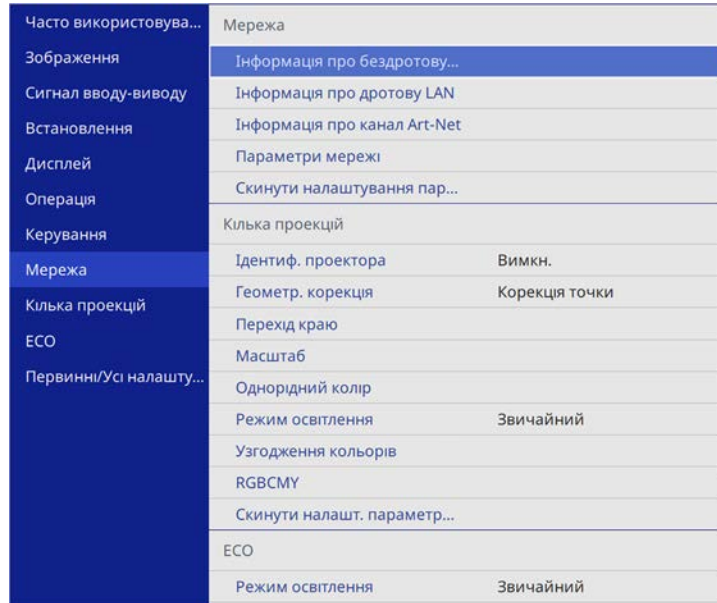 Часто використовува...
Зображення
Сигнал вводу-виводу
Встановлення
Дисплей
Операція
Керування
Мережа
Кілька проекцій
ECO
Первинні/Усі налашту...
Мережа
Інформація про бездротову...
Інформація про дротову LAN
Інформація про канал Art-Net
Параметри мережі
Скинути налаштування пар...
Кілька проекцій
Ідентиф. проектора Вимкн.
Геометр. корекція Корекція точки
Перехід краю
Масштаб
Однорідний колір
Режим освітлення Звичайний
Узгодження кольорів
RGBCMY
Скинути налашт. параметр...
ECO
Режим освітлення Звичайний